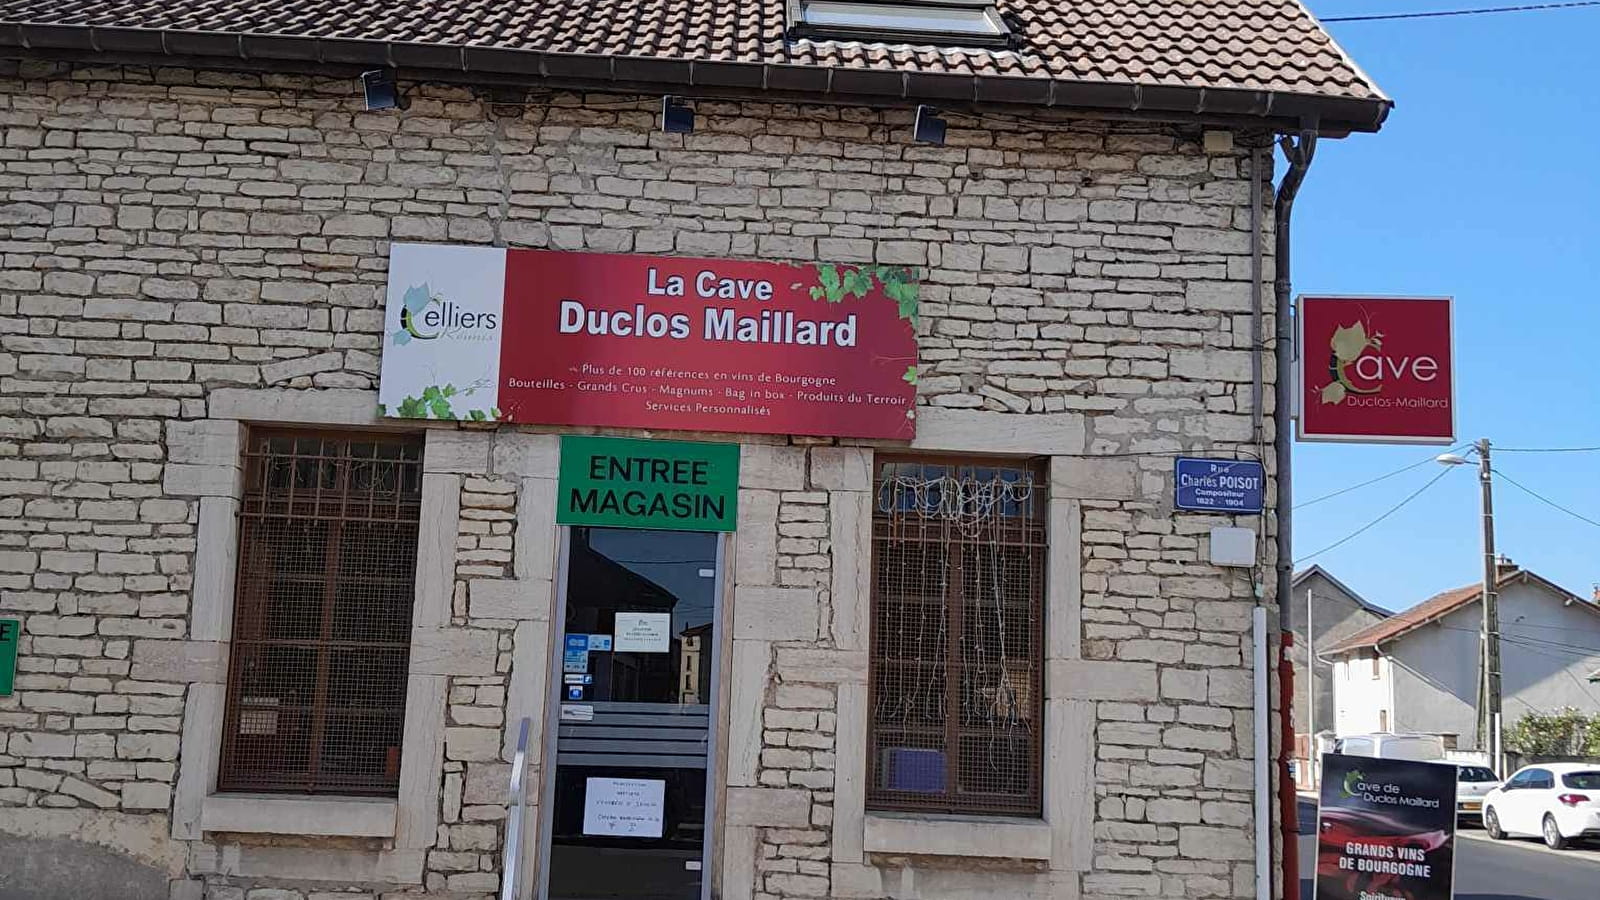 Celliers
Réunis
La Cave
Duclos Maillard
Plus de 100 références en vins de Bourgogne
Bouteilles - Grands Crus - Magnums - Bag in box - Produits du Terroir
Services Personnalisés
ENTREE
MAGASIN
Rue
Charles POISOT
Compositeur
1822 - 1904
Cave
Duclos-Maillard
Cave de
Duclos Maillard
GRANDS VINS
DE BOURGOGNE
Spiritueux
E